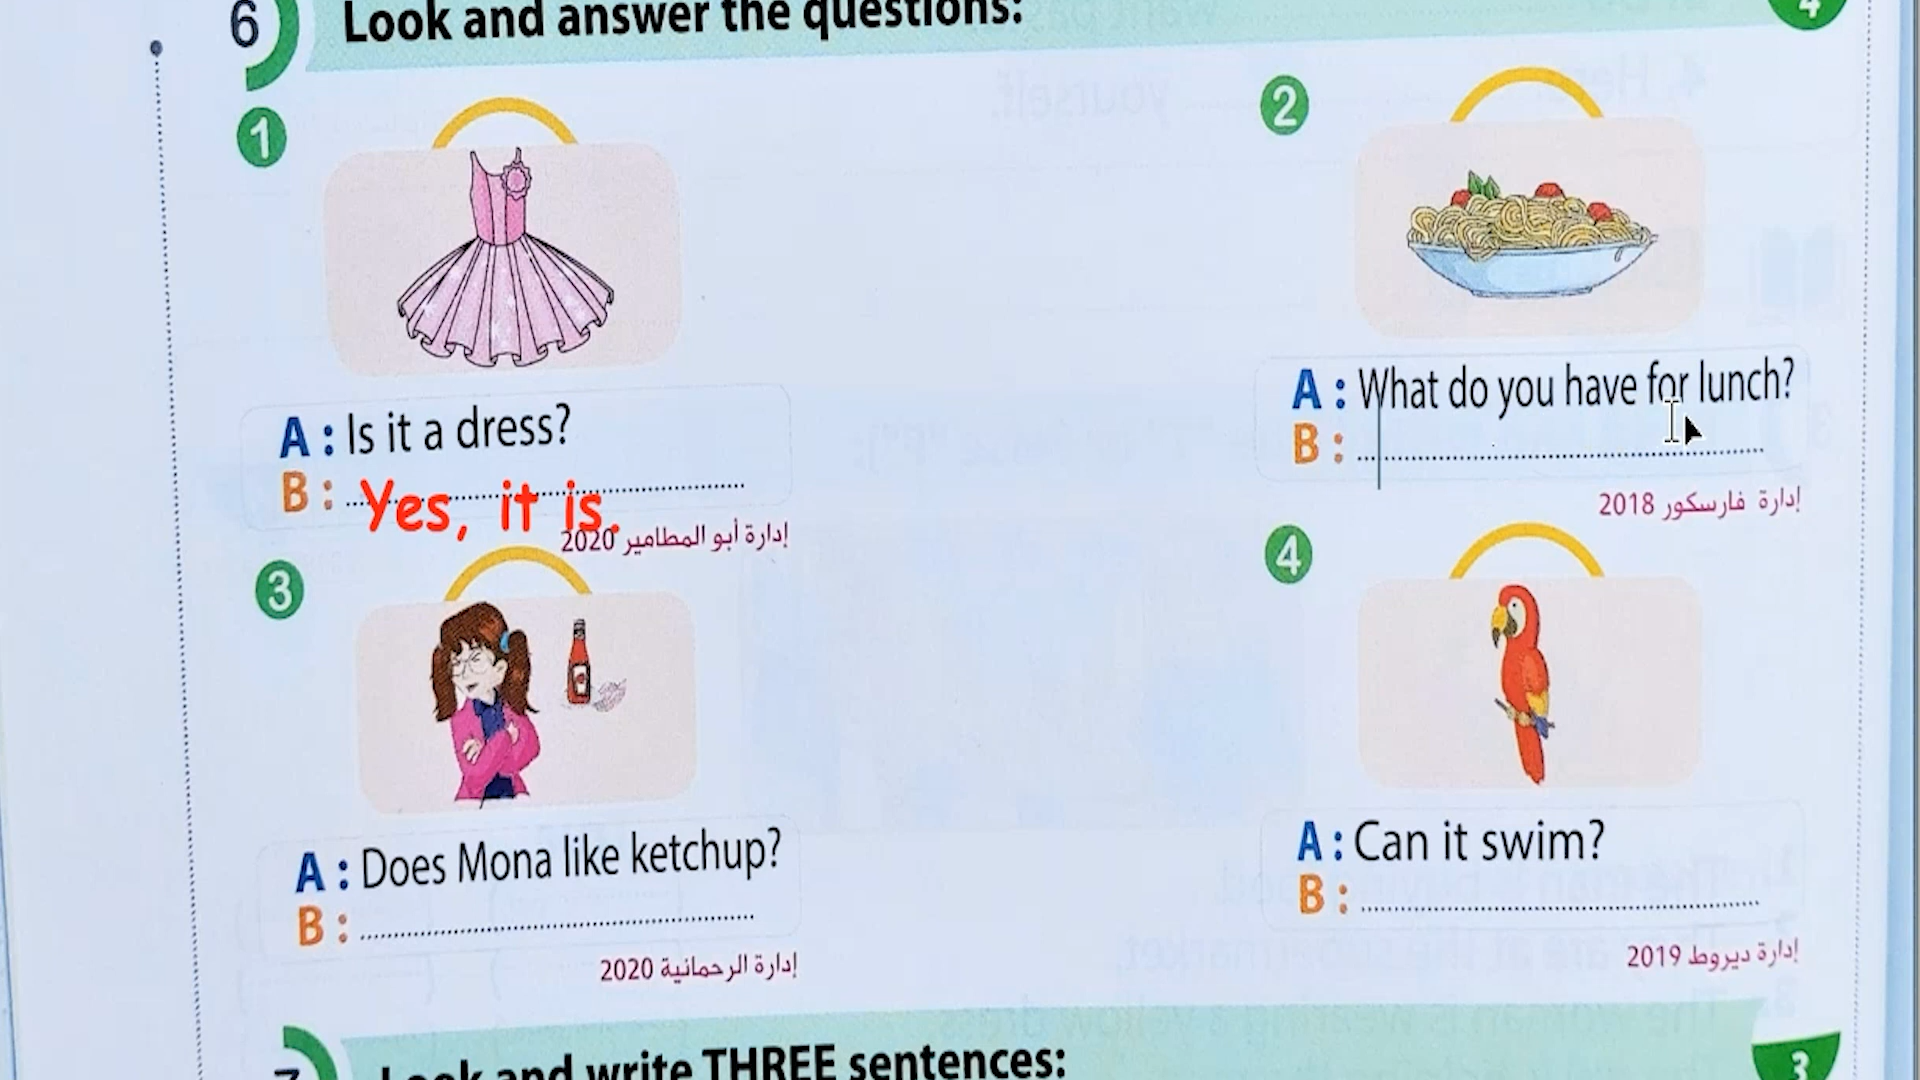 6 Look and answer the questions: 4
1
A : Is it a dress?
B : Yes, it is.
إدارة أبو المطامير 2020
2
A : What do you have for lunch?
B :
إدارة فارسكور 2018
3
A : Does Mona like ketchup?
B :
إدارة الرحمانية 2020
4
A : Can it swim?
B :
إدارة ديروط 2019
7 Look and write THREE sentences: 3